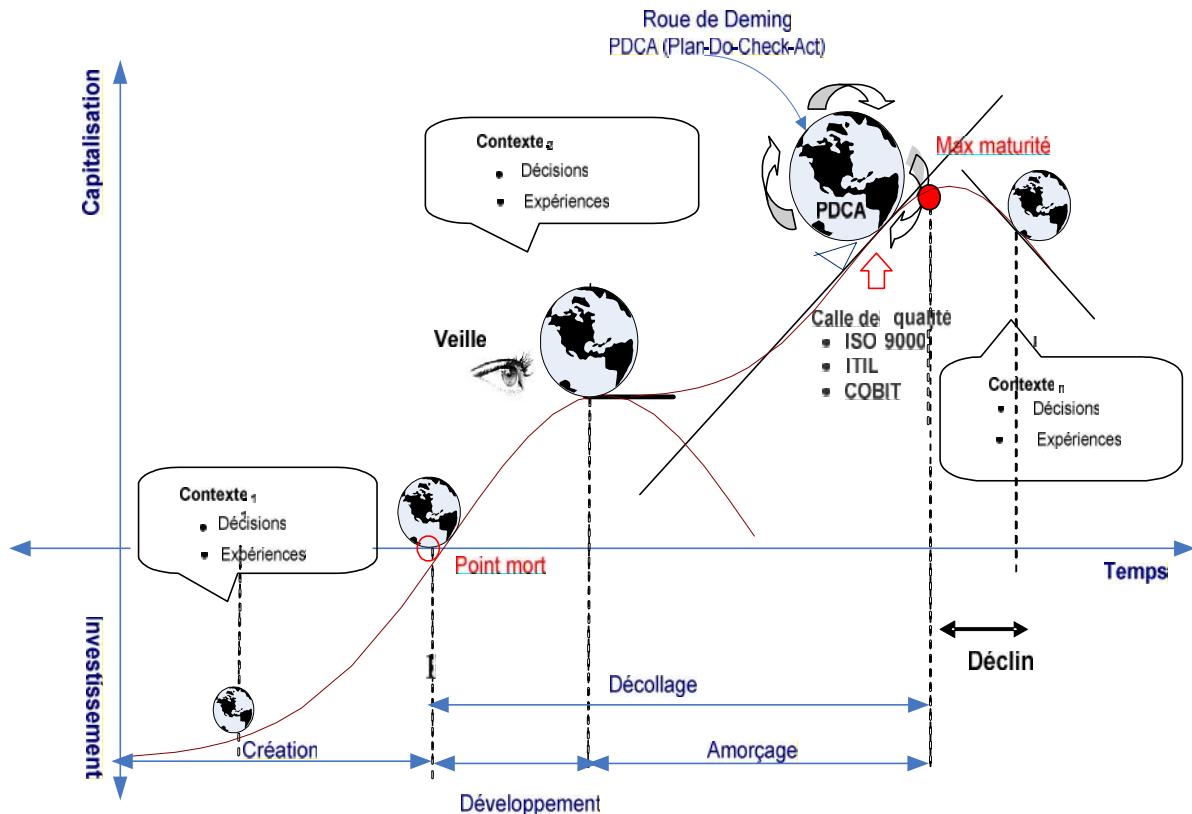 Roue de Deming
PDCA (Plan-Do-Check-Act)
Capitalisation
Contexte 2
Décisions
Expériences
Max maturité
PDCA
Veille
Calle de qualité
ISO 9000
ITIL
COBIT
Contexte n
Décisions
Expériences
Contexte 1
Décisions
Expériences
Point mort
Temps
Investissement
Déclin
Décollage
Création
Amorçage
Développement